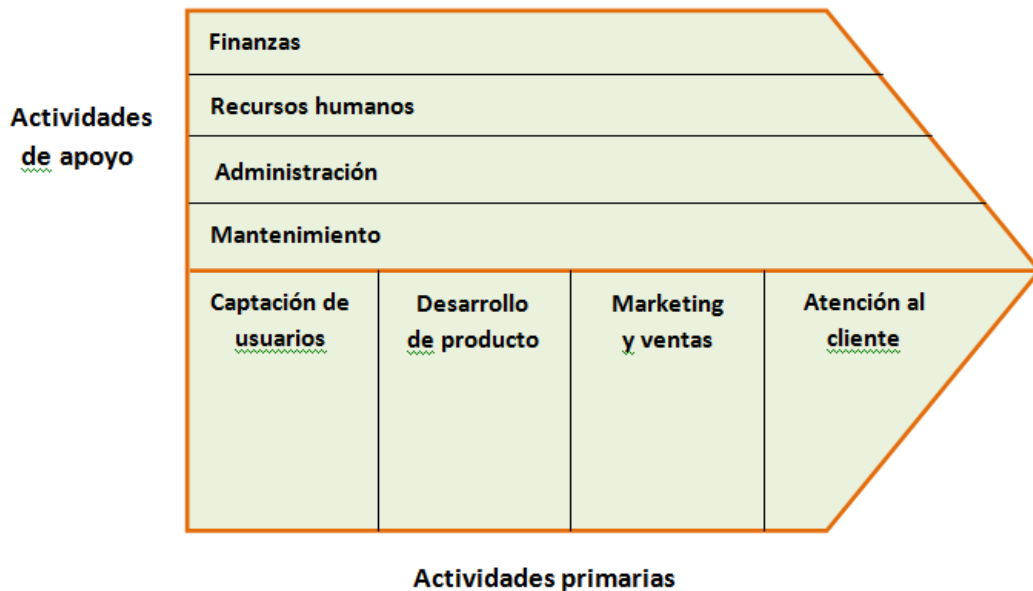 Finanzas
Recursos humanos
Actividades
de apoyo
Administración
Mantenimiento
Captación de
usuarios
Desarrollo
de producto
Marketing
y ventas
Atención al
cliente
Actividades primarias